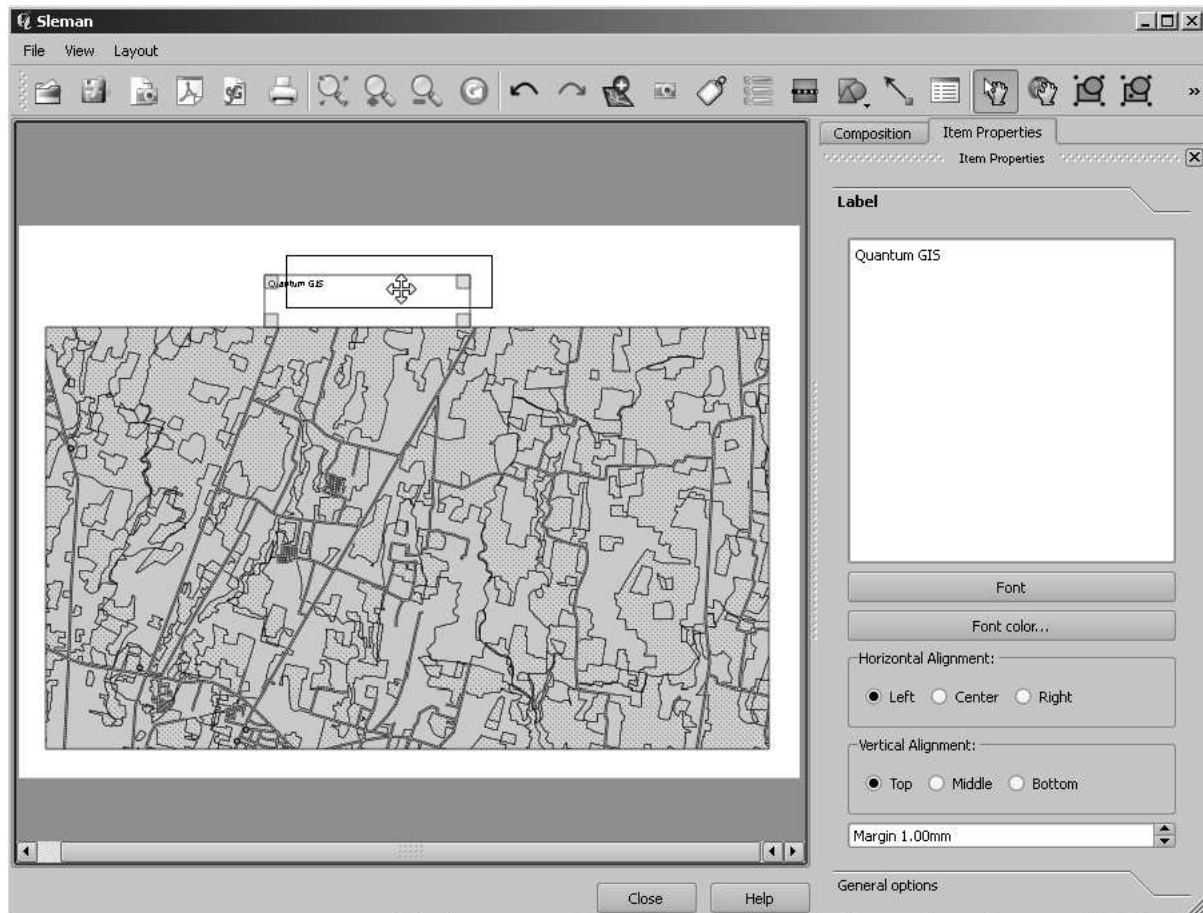 Sleman
File View Layout
Composition Item Properties
Item Properties
Label
Quantum GIS
Quantum GIS
Font
Font color...
Horizontal Alignment:
Left Center Right
Vertical Alignment:
Top Middle Bottom
Margin 1.00mm
General options
Close Help